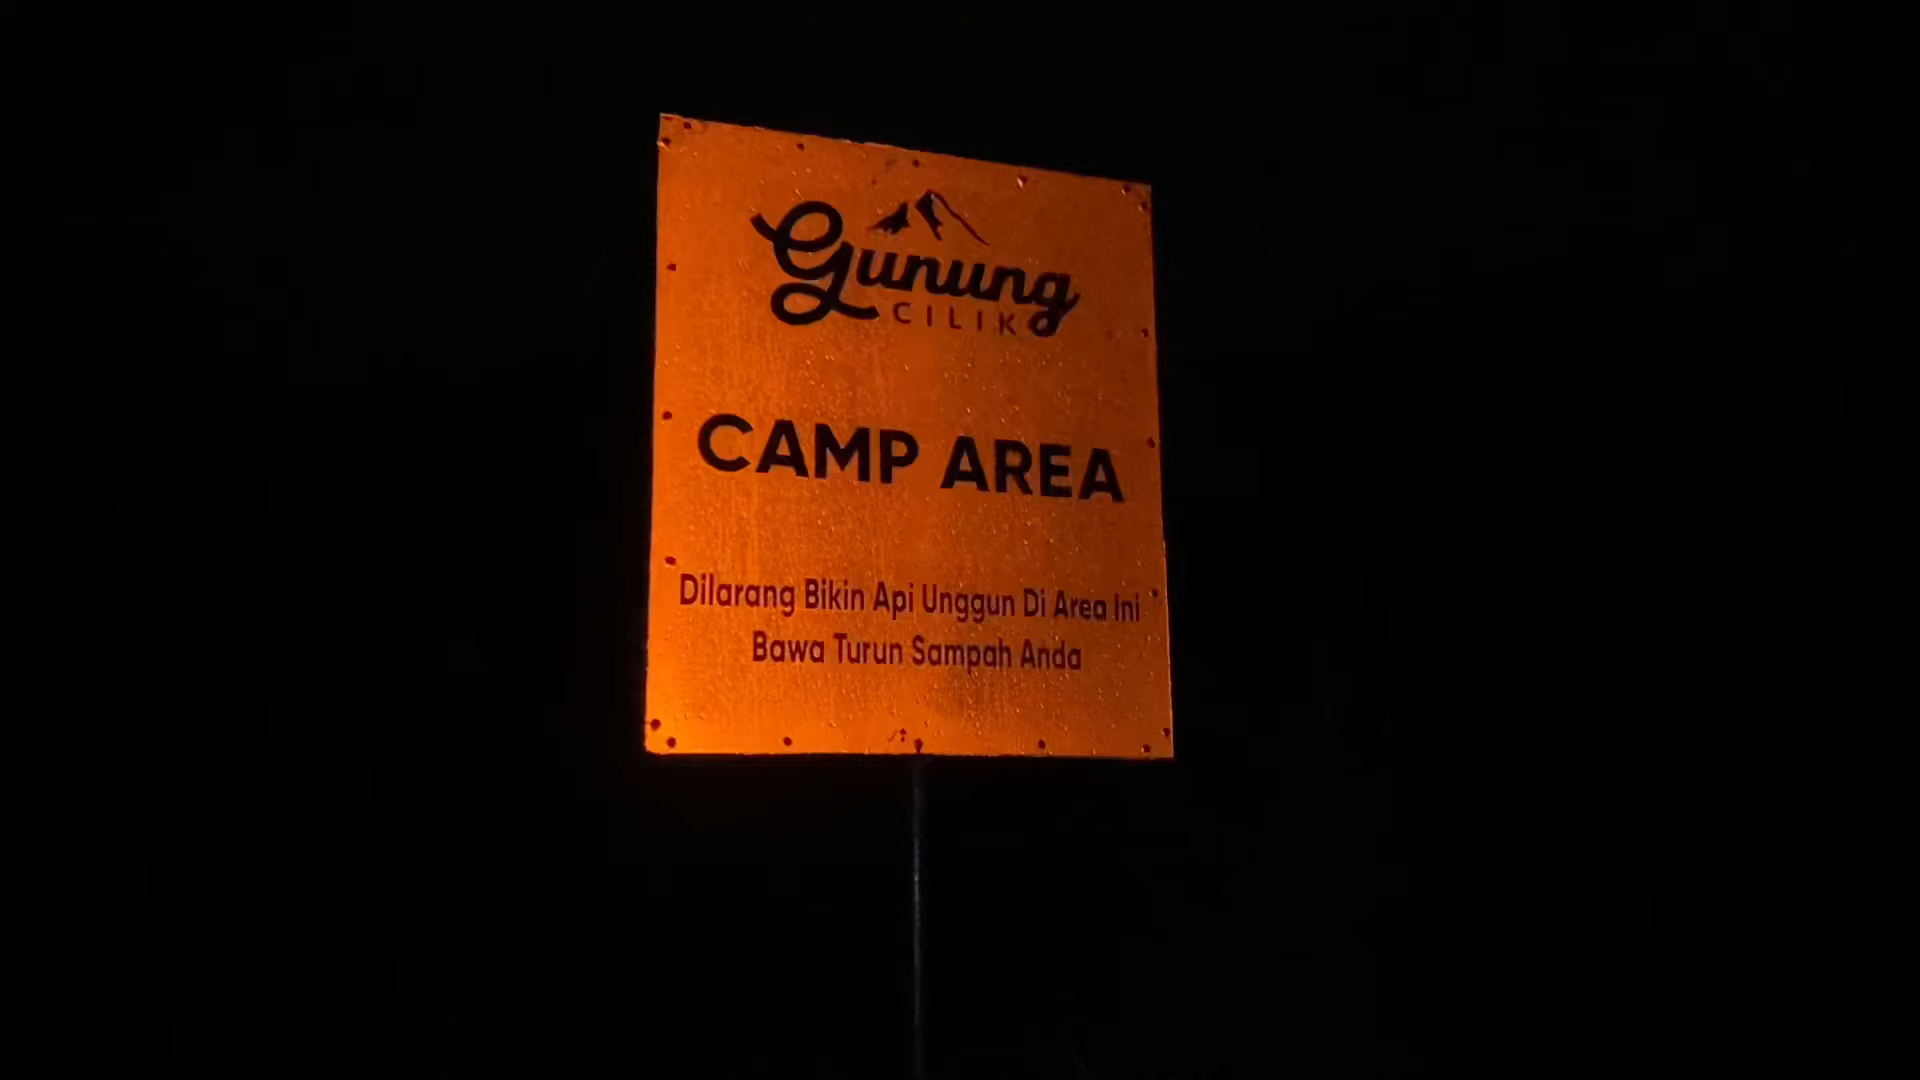 Gunung
CILIK
CAMP AREA
Dilarang Bikin Api Unggun Di Area Ini
Bawa Turun Sampah Anda